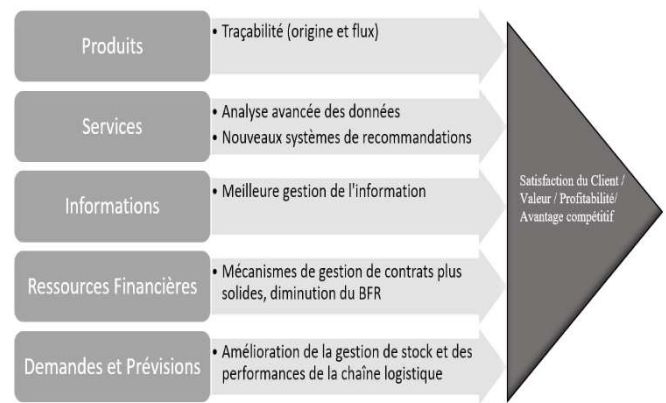 Produits
• Traçabilité (origine et flux)
Services
• Analyse avancée des données
• Nouveaux systèmes de recommandations
Informations
• Meilleure gestion de l'information
Ressources Financières
• Mécanismes de gestion de contrats plus
solides, diminution du BFR
Demandes et Prévisions
• Amélioration de la gestion de stock et des
performances de la chaîne logistique
Satisfaction du Client /
Valeur / Profitabilité/
Avantage compétitif